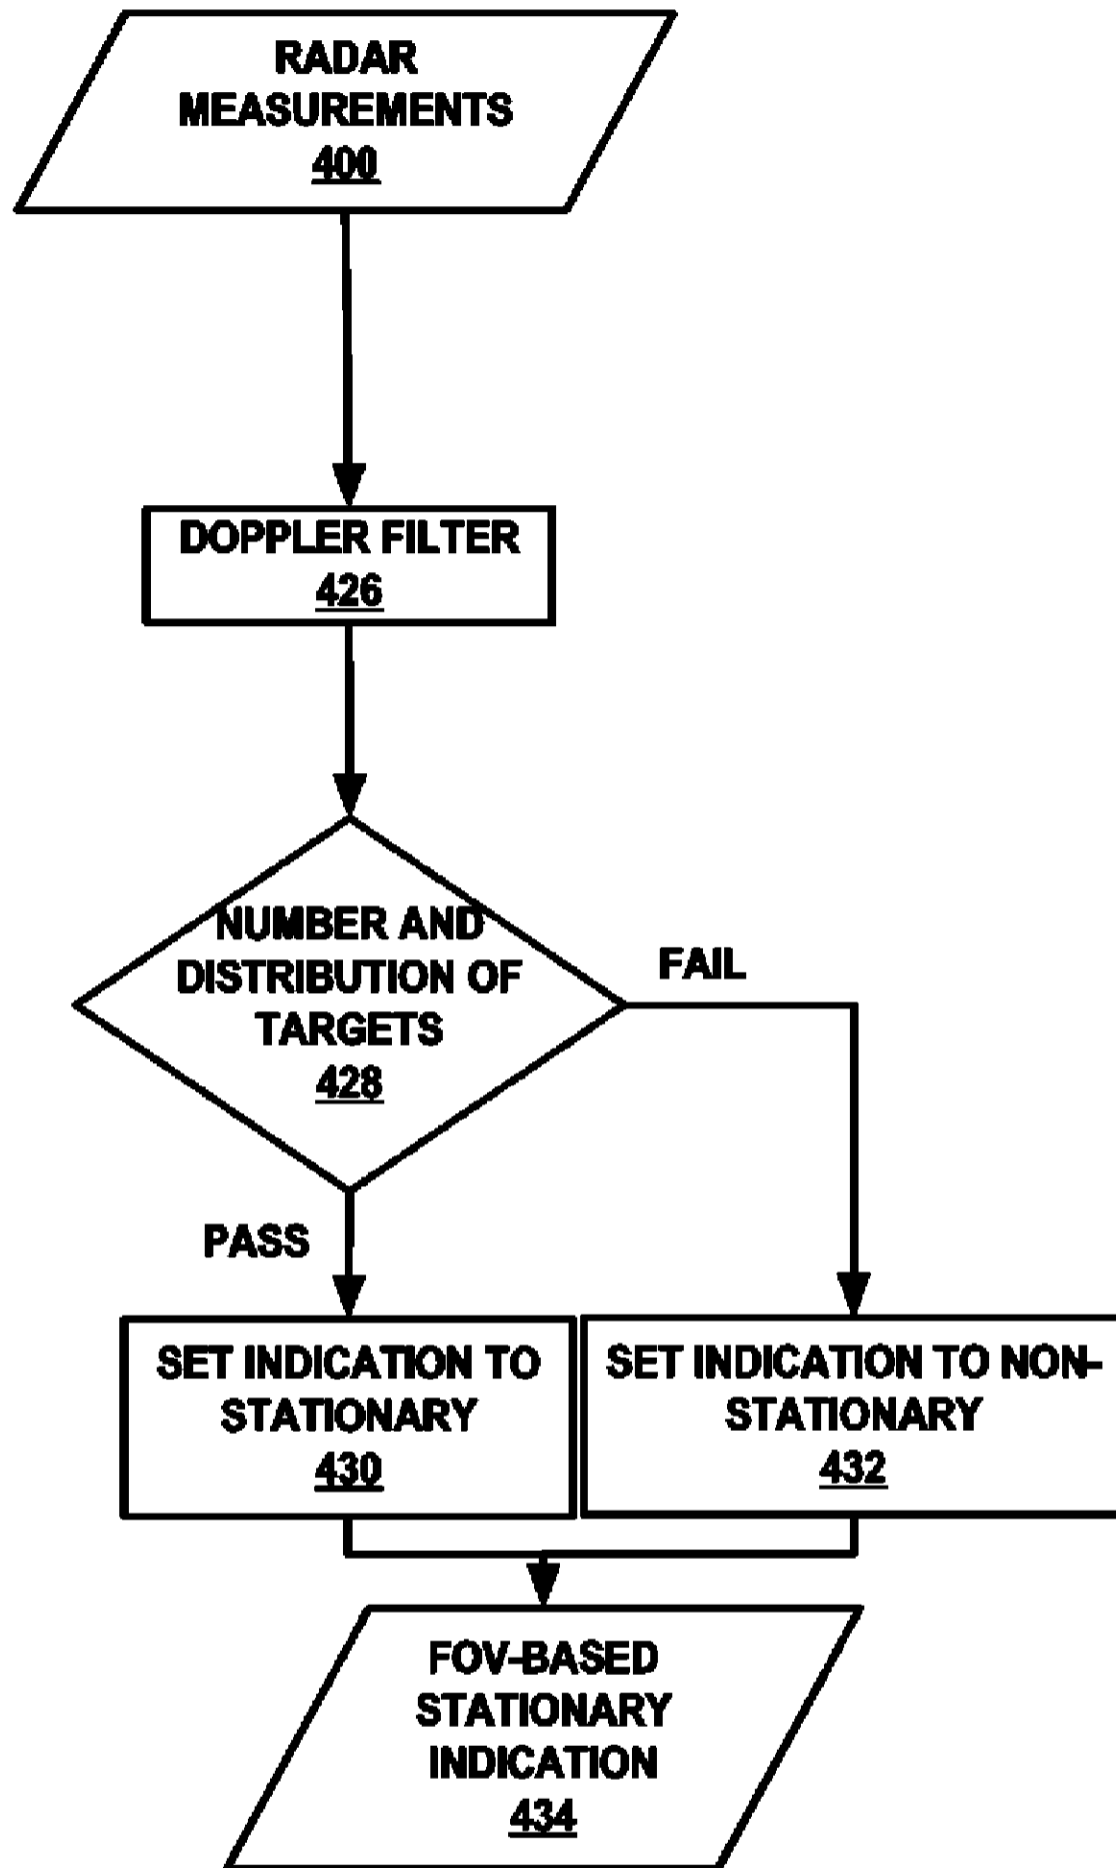 RADAR
MEASUREMENTS
400
DOPPLER FILTER
426
NUMBER AND
DISTRIBUTION OF
TARGETS
428
FAIL
PASS
SET INDICATION TO
STATIONARY
430
SET INDICATION TO NON-
STATIONARY
432
FOV-BASED
STATIONARY
INDICATION
434